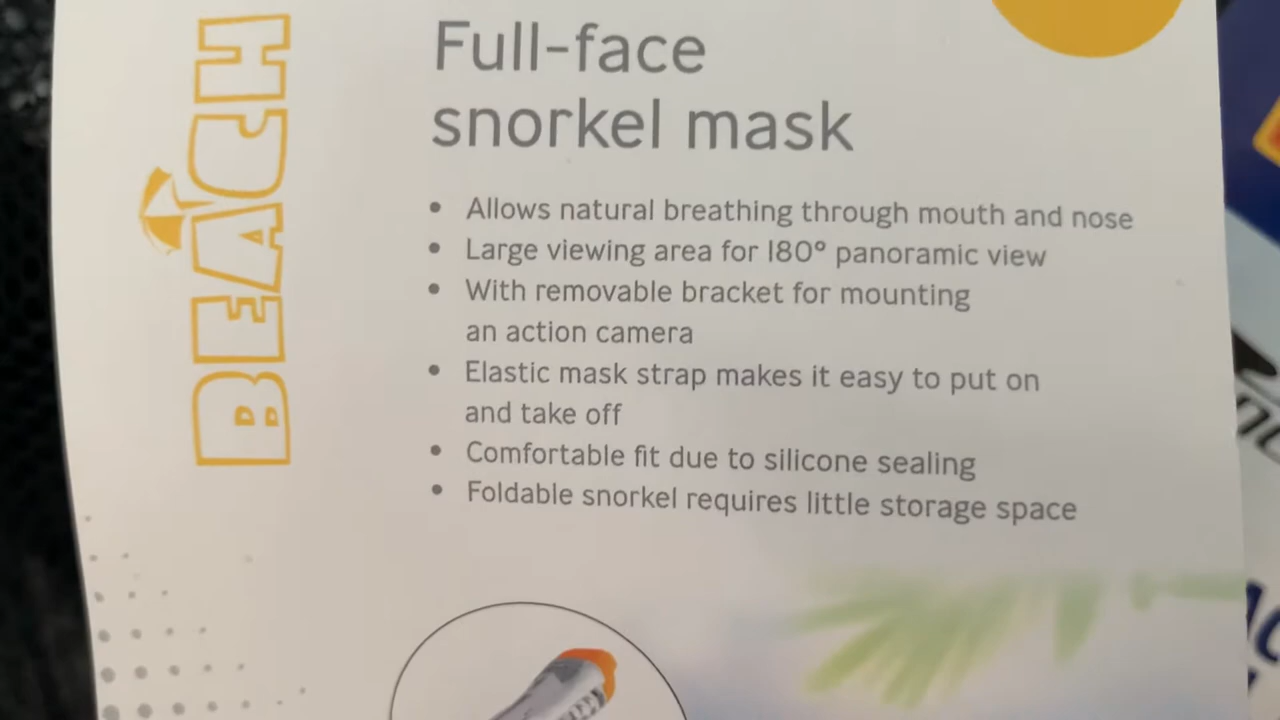 BEACH
Full-face
snorkel mask
• Allows natural breathing through mouth and nose
• Large viewing area for 180° panoramic view
• With removable bracket for mounting
an action camera
• Elastic mask strap makes it easy to put on
and take off
• Comfortable fit due to silicone sealing
• Foldable snorkel requires little storage space